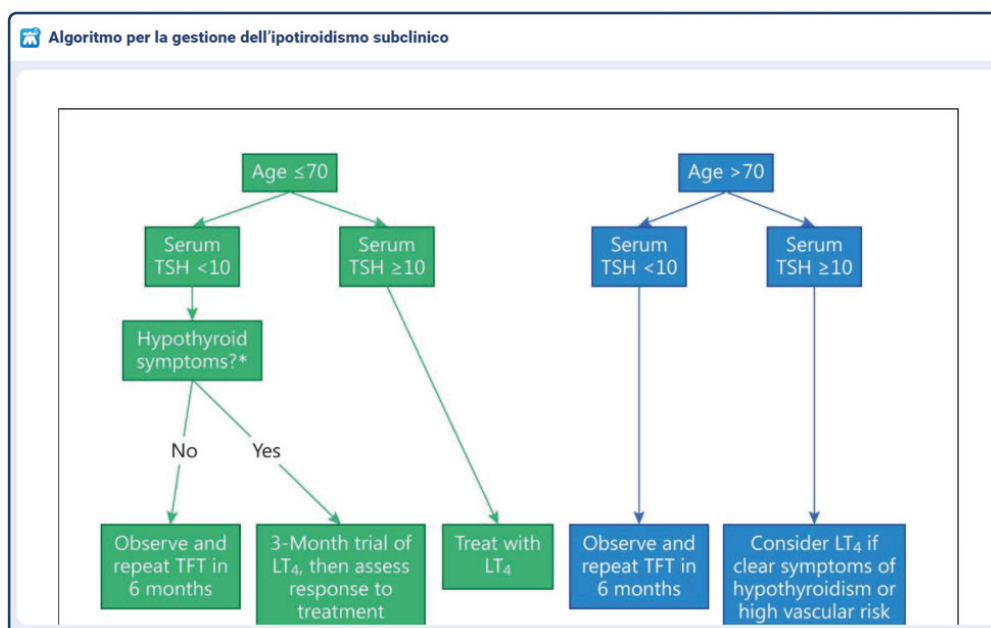 Algoritmo per la gestione dell'ipotiroidismo subclinico
Age ≤70
Age >70
Serum
TSH <10
Serum
TSH ≥10
Serum
TSH <10
Serum
TSH ≥10
Hypothyroid
symptoms?*
No
Yes
Observe and
repeat TFT in
6 months
3-Month trial of
LT₄, then assess
response to
treatment
Treat with
LT₄
Observe and
repeat TFT in
6 months
Consider LT₄ if
clear symptoms of
hypothyroidism or
high vascular risk